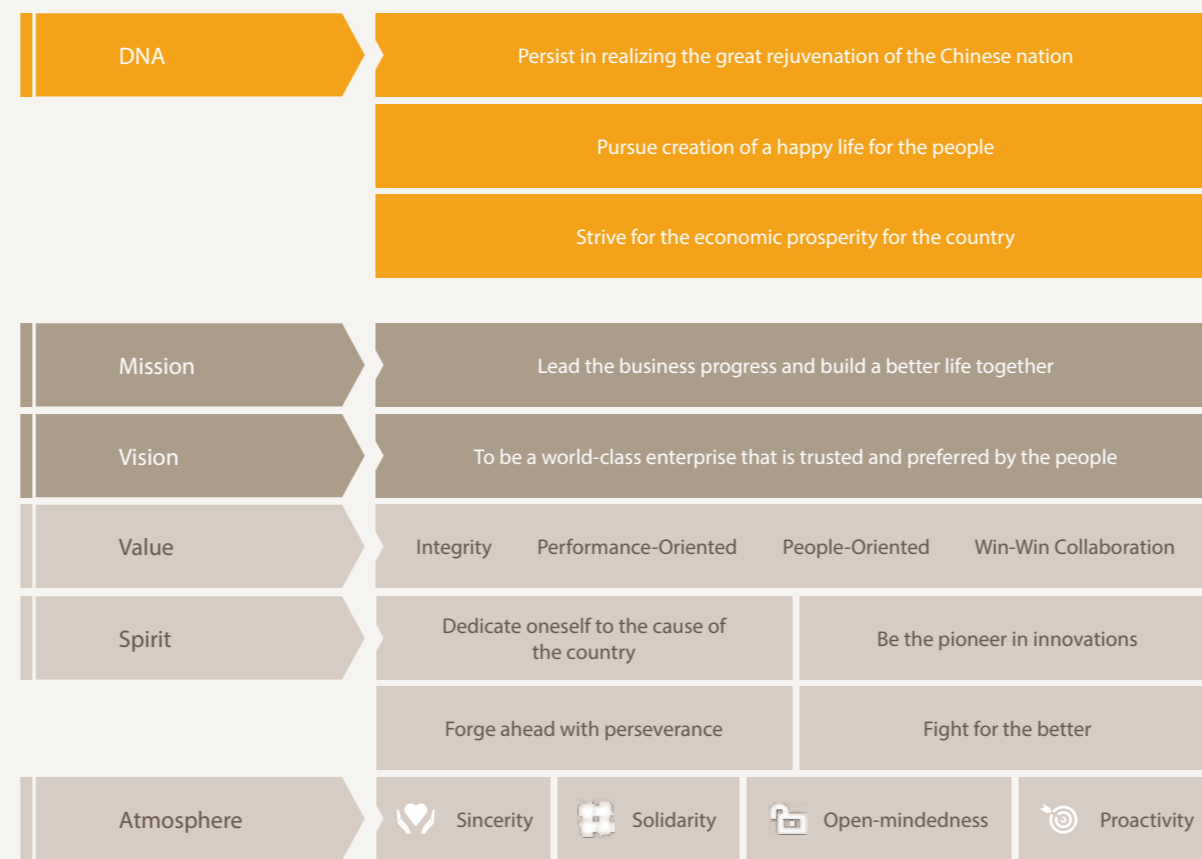 DNA
Persist in realizing the great rejuvenation of the Chinese nation
Pursue creation of a happy life for the people
Strive for the economic prosperity for the country
Mission
Lead the business progress and build a better life together
Vision
To be a world-class enterprise that is trusted and preferred by the people
Value
Integrity Performance-Oriented People-Oriented Win-Win Collaboration
Spirit
Dedicate oneself to the cause of
the country
Be the pioneer in innovations
Forge ahead with perseverance
Fight for the better
Atmosphere
Sincerity
Solidarity
Open-mindedness
Proactivity